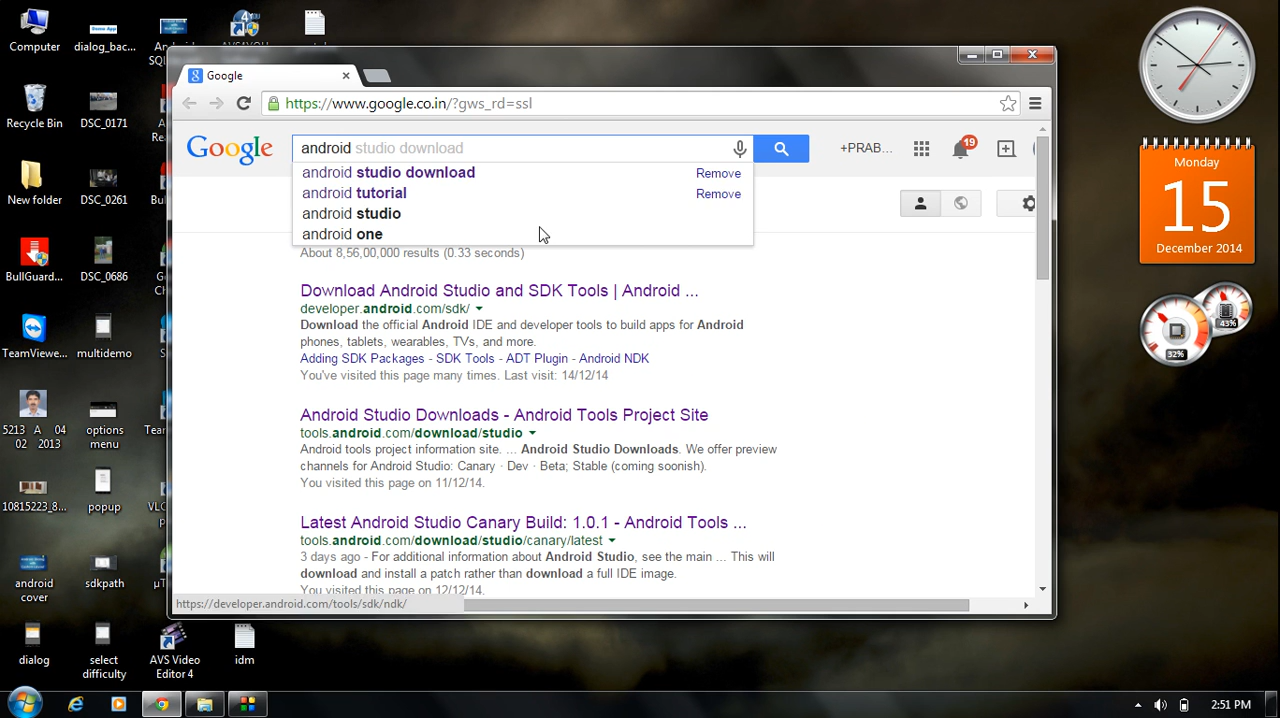 Computer
dialog_bac...
Recycle Bin
DSC_0171
New folder
DSC_0261
BullGuard...
DSC_0686
TeamViewe...
multidemo
5213 A 04
02 2013
options
menu
10815223_8...
popup
android
cover
sdkpath
dialog
select
difficulty
AVS Video
Editor 4
idm
Google
https://www.google.co.in/?gws_rd=ssl
Google
android studio download
+PRAB...
19
android studio download
Remove
android tutorial
Remove
android studio
android one
About 8,56,00,000 results (0.33 seconds)
Download Android Studio and SDK Tools | Android ...
developer.android.com/sdk/
Download the official Android IDE and developer tools to build apps for Android
phones, tablets, wearables, TVs, and more.
Adding SDK Packages - SDK Tools - ADT Plugin - Android NDK
You've visited this page many times. Last visit: 14/12/14
Android Studio Downloads - Android Tools Project Site
tools.android.com/download/studio
Android tools project information site. ... Android Studio Downloads. We offer preview
channels for Android Studio: Canary · Dev · Beta; Stable (coming soonish).
You visited this page on 11/12/14.
Latest Android Studio Canary Build: 1.0.1 - Android Tools ...
tools.android.com/download/studio/canary/latest
3 days ago - For additional information about Android Studio, see the main ... This will
download and install a patch rather than download a full IDE image.
You visited this page on 12/12/14.
https://developer.android.com/tools/sdk/ndk/
Monday
15
December 2014
43%
32%
2:51 PM